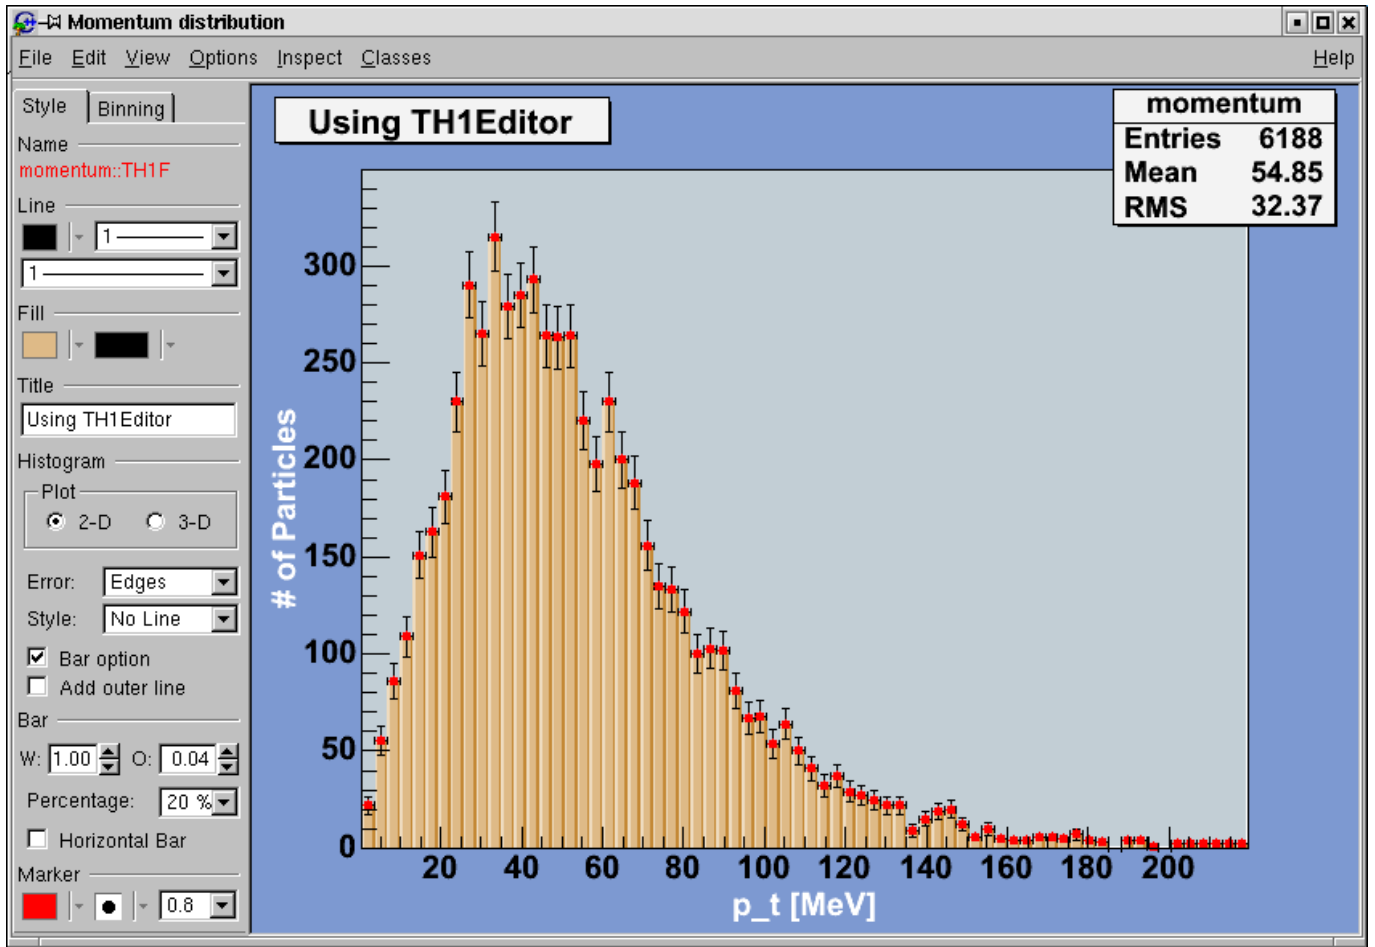 Momentum distribution
File Edit View Options Inspect Classes Help
Style Binning
Name
momentum::TH1F
Line
1
1
Fill
Title
Using TH1Editor
Histogram
Plot
2-D 3-D
Error: Edges
Style: No Line
Bar option
Add outer line
Bar
W: 1.00 O: 0.04
Percentage: 20 %
Horizontal Bar
Marker
0.8
Using TH1Editor
momentum
Entries 6188
Mean 54.85
RMS 32.37
# of Particles
300
250
200
150
100
50
0
20 40 60 80 100 120 140 160 180 200
p_t [MeV]